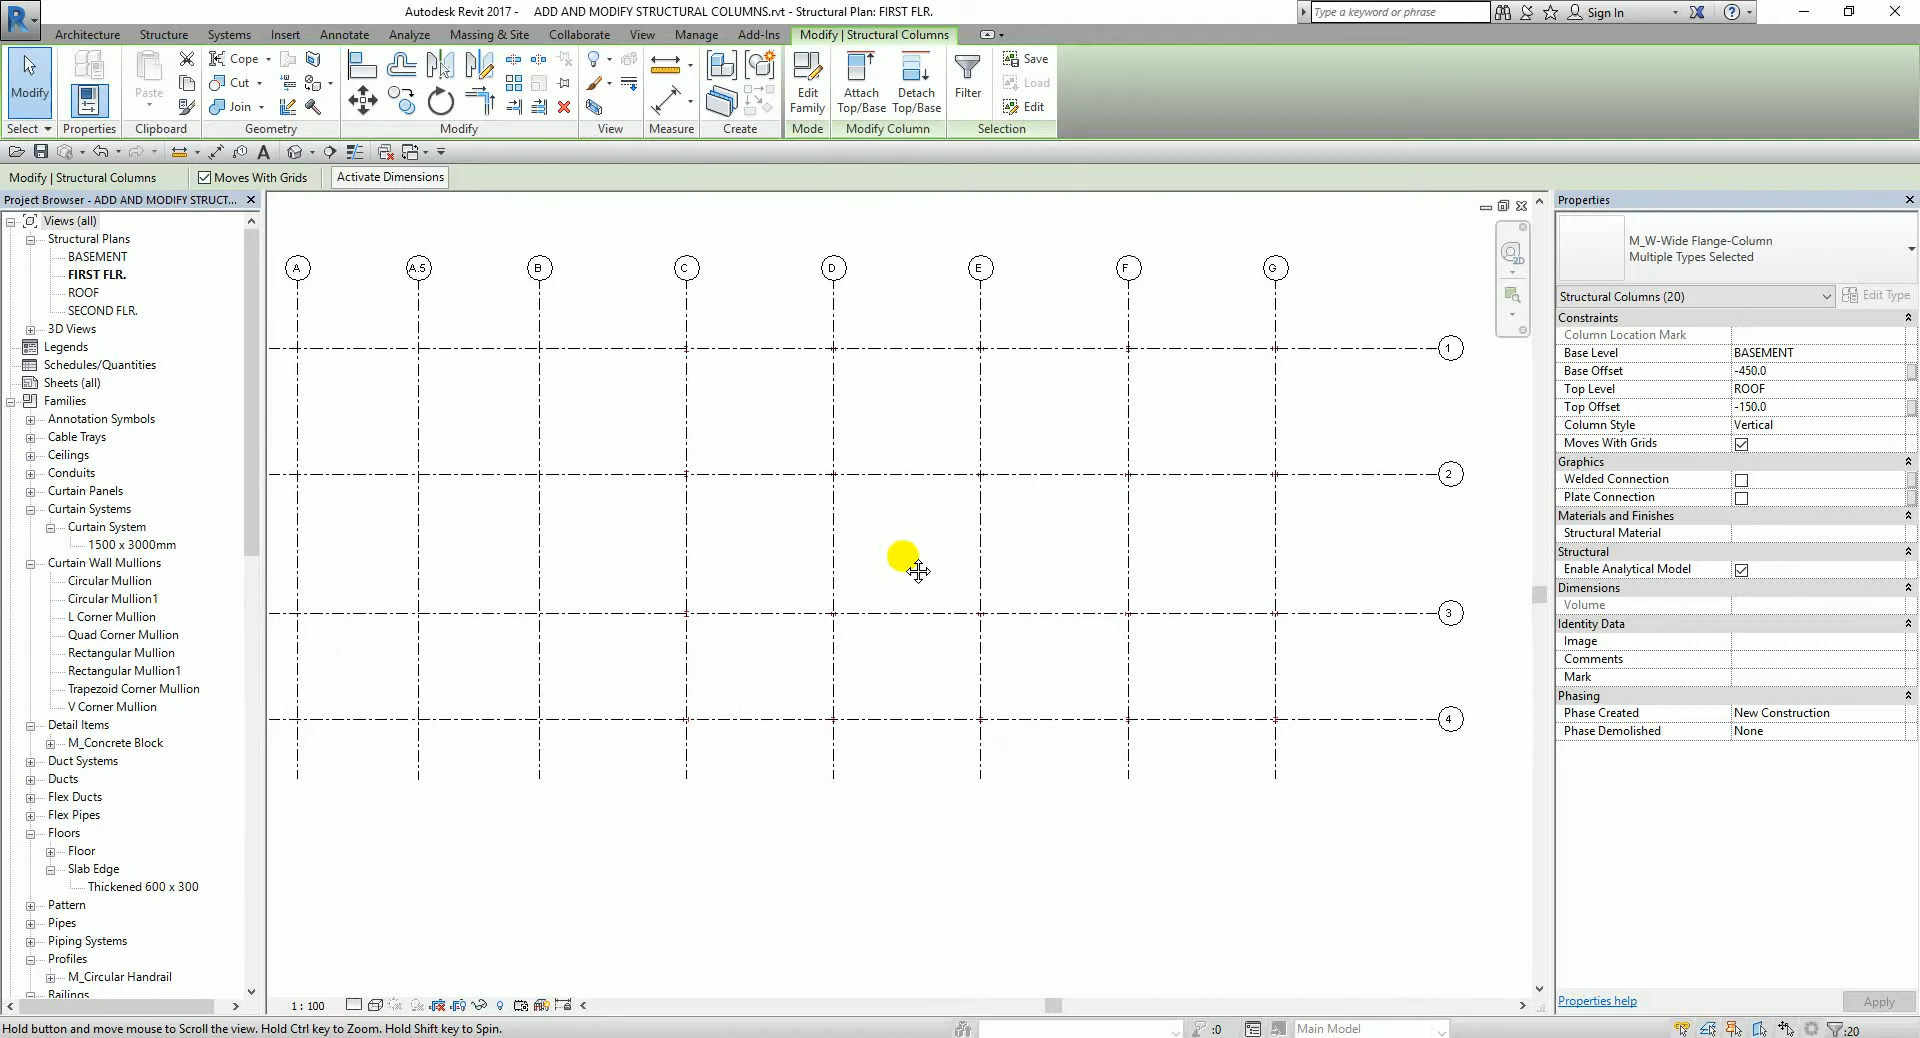 Autodesk Revit 2017 - ADD AND MODIFY STRUCTURAL COLUMNS.rvt - Structural Plan: FIRST FLR.
Type a keyword or phrase
Sign In
Architecture Structure Systems Insert Annotate Analyze Massing & Site Collaborate View Manage Add-Ins Modify | Structural Columns
Modify
Paste
Cope
Cut
Join
Edit Family
Attach Top/Base
Detach Top/Base
Filter
Save
Load
Edit
Select Properties Clipboard Geometry Modify View Measure Create Mode Modify Column Selection
Modify | Structural Columns Moves With Grids Activate Dimensions
Project Browser - ADD AND MODIFY STRUCT...
Views (all)
Structural Plans
BASEMENT
FIRST FLR.
ROOF
SECOND FLR.
3D Views
Legends
Schedules/Quantities
Sheets (all)
Families
Annotation Symbols
Cable Trays
Ceilings
Conduits
Curtain Panels
Curtain Systems
Curtain System
1500 x 3000mm
Curtain Wall Mullions
Circular Mullion
Circular Mullion1
L Corner Mullion
Quad Corner Mullion
Rectangular Mullion
Rectangular Mullion1
Trapezoid Corner Mullion
V Corner Mullion
Detail Items
M_Concrete Block
Duct Systems
Ducts
Flex Ducts
Flex Pipes
Floors
Floor
Slab Edge
Thickened 600 x 300
Pattern
Pipes
Piping Systems
Profiles
M_Circular Handrail
Railings
A A.5 B C D E F G
1
2
3
4
2D
1 : 100
Properties
M_W-Wide Flange-Column
Multiple Types Selected
Structural Columns (20) Edit Type
Constraints
Column Location Mark
Base Level BASEMENT
Base Offset -450.0
Top Level ROOF
Top Offset -150.0
Column Style Vertical
Moves With Grids
Graphics
Welded Connection
Plate Connection
Materials and Finishes
Structural Material
Structural
Enable Analytical Model
Dimensions
Volume
Identity Data
Image
Comments
Mark
Phasing
Phase Created New Construction
Phase Demolished None
Properties help Apply
Hold button and move mouse to Scroll the view. Hold Ctrl key to Zoom. Hold Shift key to Spin.
:0 Main Model :20